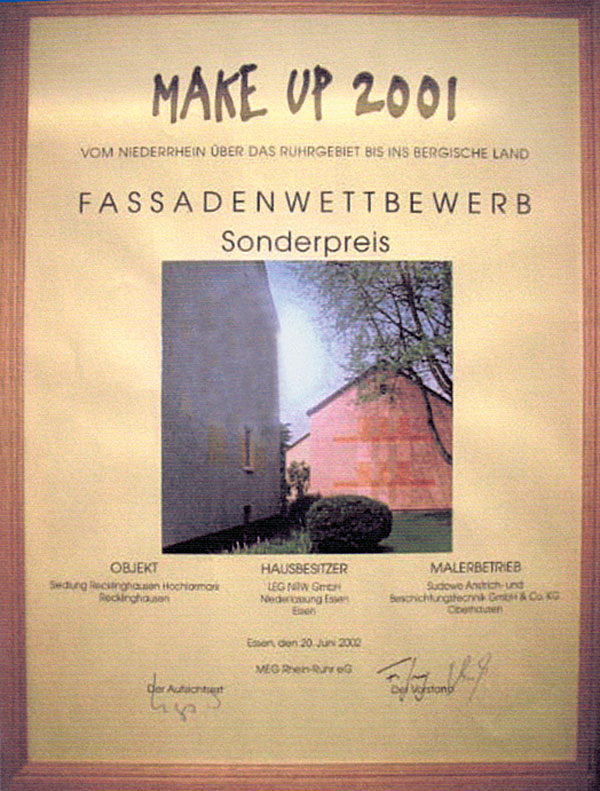 MAKE UP 2001
VOM NIEDERRHEIN ÜBER DAS RUHRGEBIET BIS INS BERGISCHE LAND
FASSADENWETTBEWERB
Sonderpreis
OBJEKT
Siedlung Recklinghausen Hochlarmark
Recklinghausen
HAUSBESITZER
LEG NRW GmbH
Niederlassung Essen
Essen
MALERBETRIEB
Sudowe Anstrich- und
Beschichtungstechnik GmbH & Co. KG
Oberhausen
Essen, den 20. Juni 2002
MEG Rhein-Ruhr eG
Der Aufsichtsrat
Der Vorstand